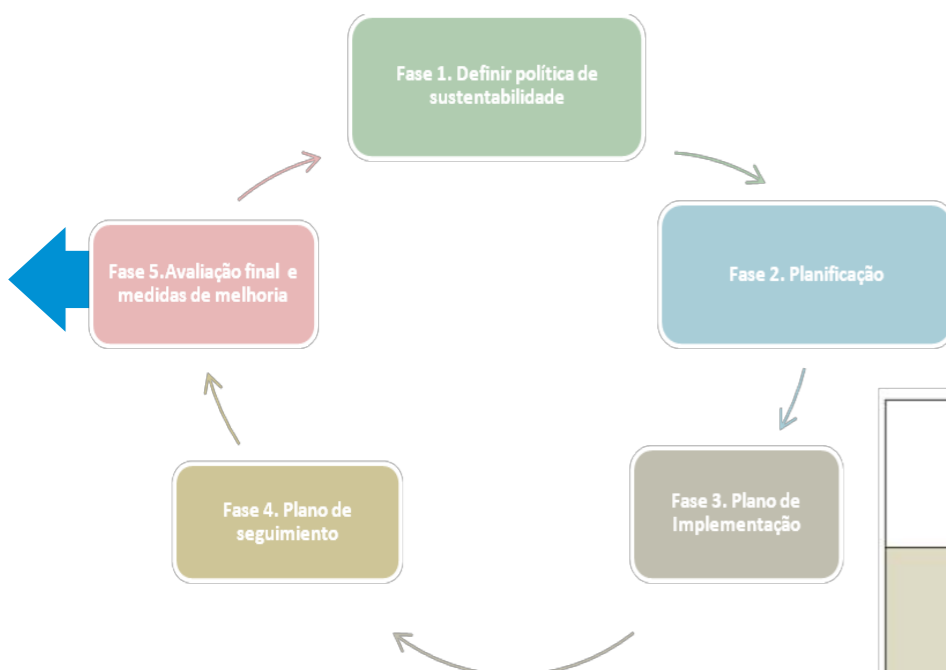 Fase 1. Definir política de
sustentabilidade
Fase 2. Planificação
Fase 3. Plano de
Implementação
Fase 4. Plano de
seguimiento
Fase 5.Avaliação final e
medidas de melhoria